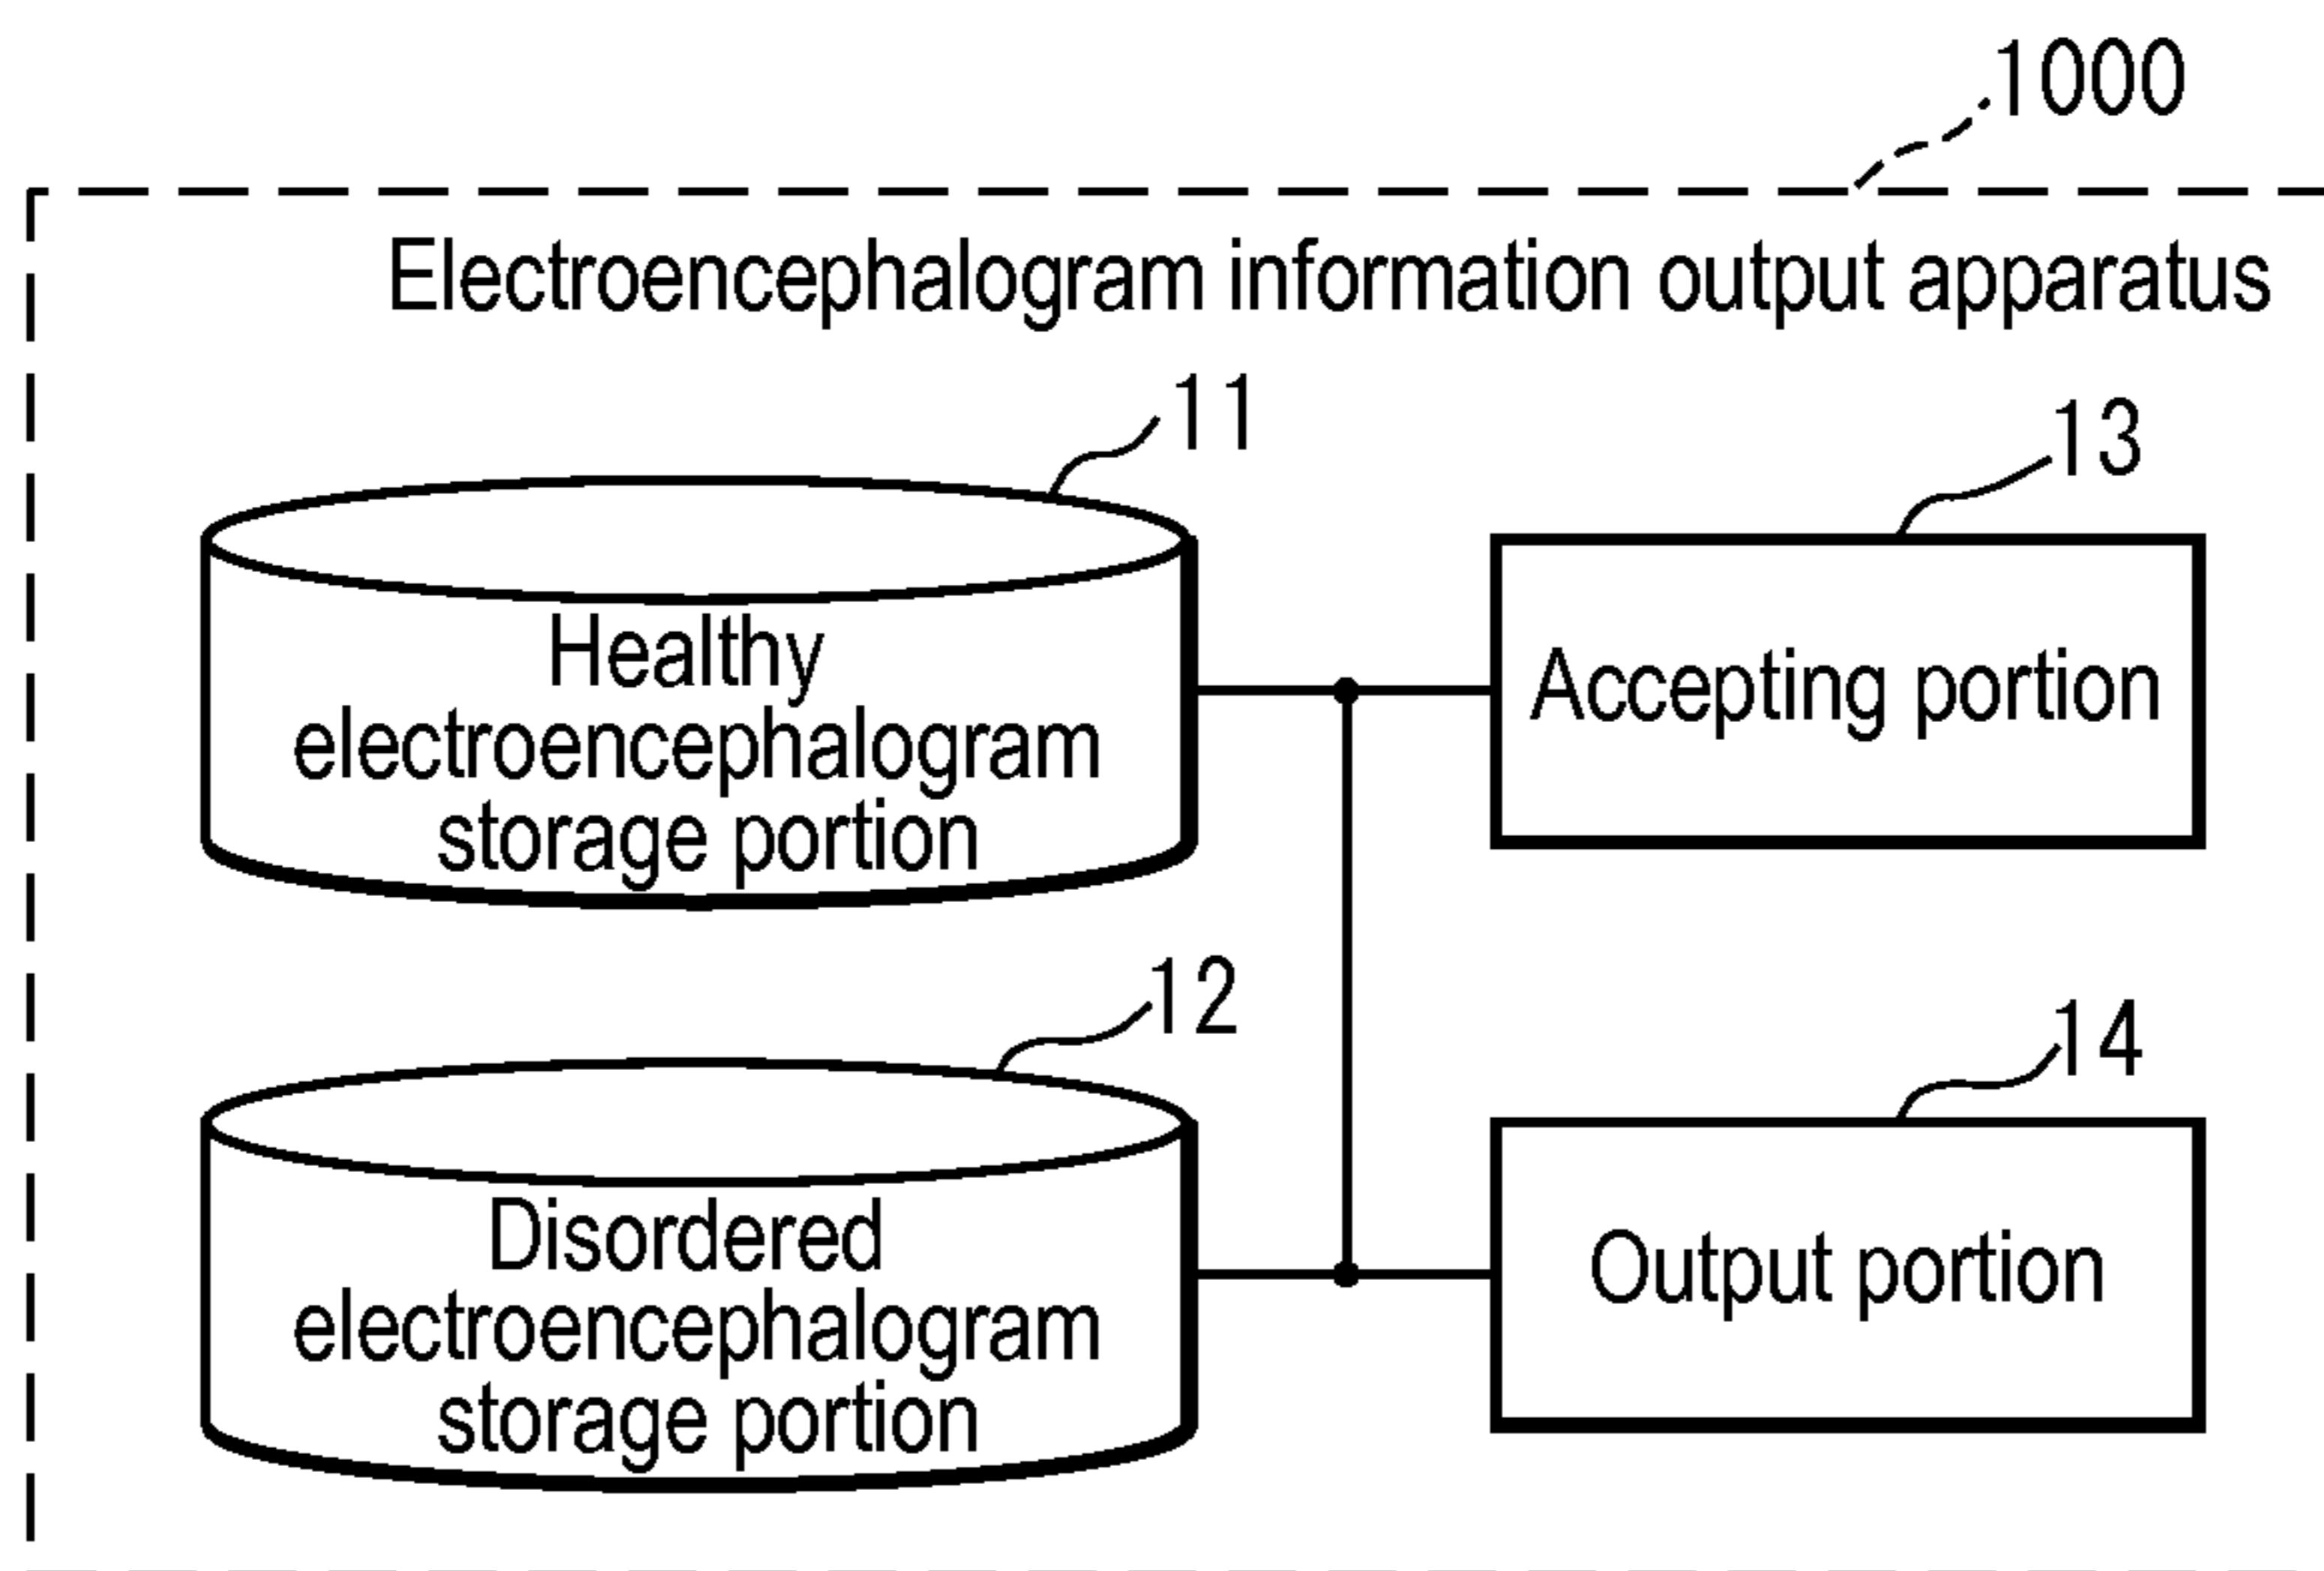 1000
Electroencephalogram information output apparatus
11
13
Healthy
electroencephalogram
storage portion
Accepting portion
12
14
Disordered
electroencephalogram
storage portion
Output portion